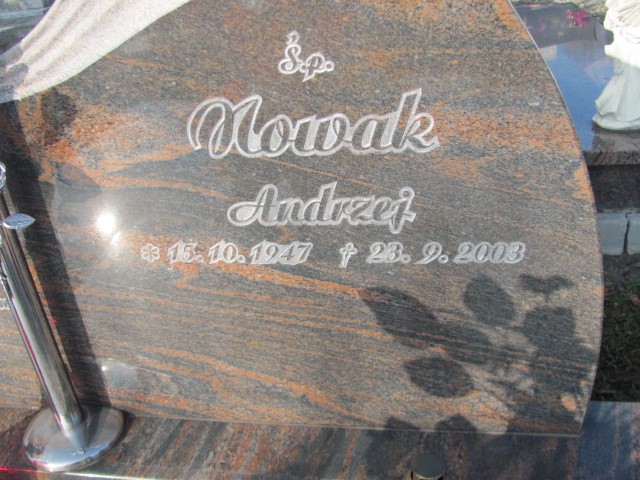 Ś.p.
Nowak
Andrzej
* 15. 10. 1947 † 23. 9. 2003